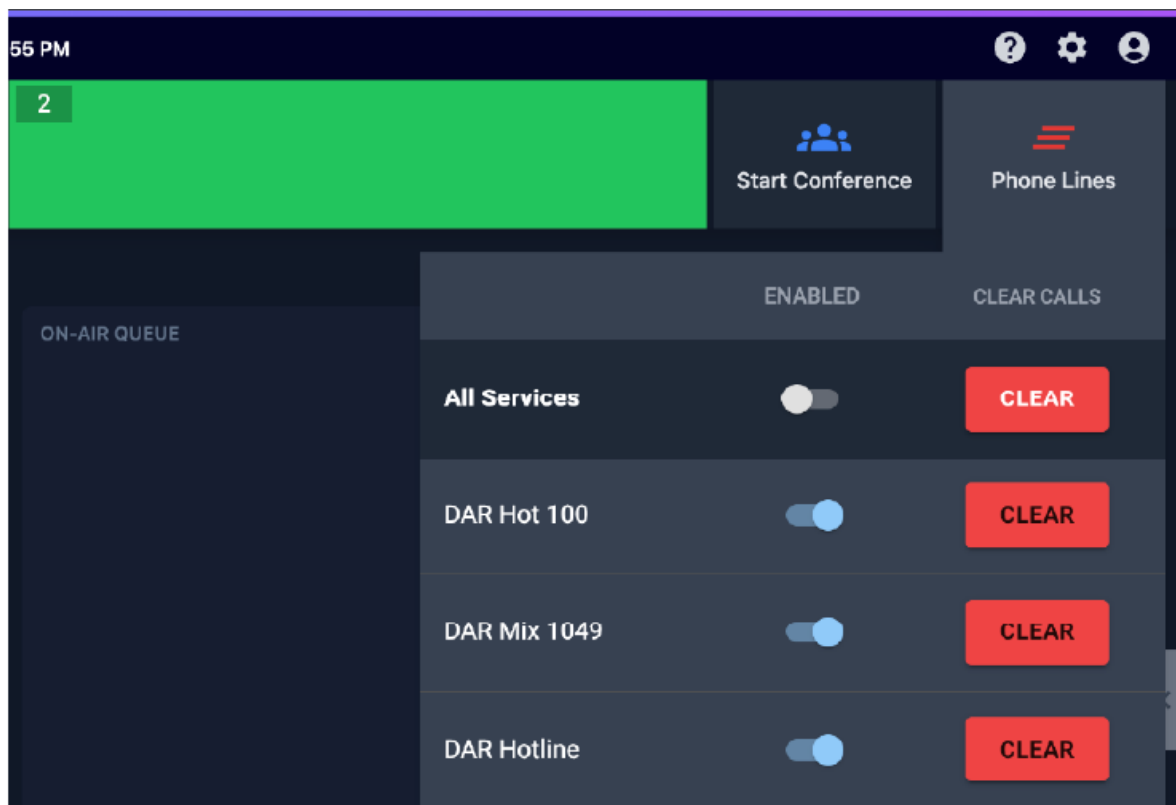 55 PM
2
Start Conference
Phone Lines
ENABLED
CLEAR CALLS
ON-AIR QUEUE
All Services
CLEAR
DAR Hot 100
CLEAR
DAR Mix 1049
CLEAR
DAR Hotline
CLEAR